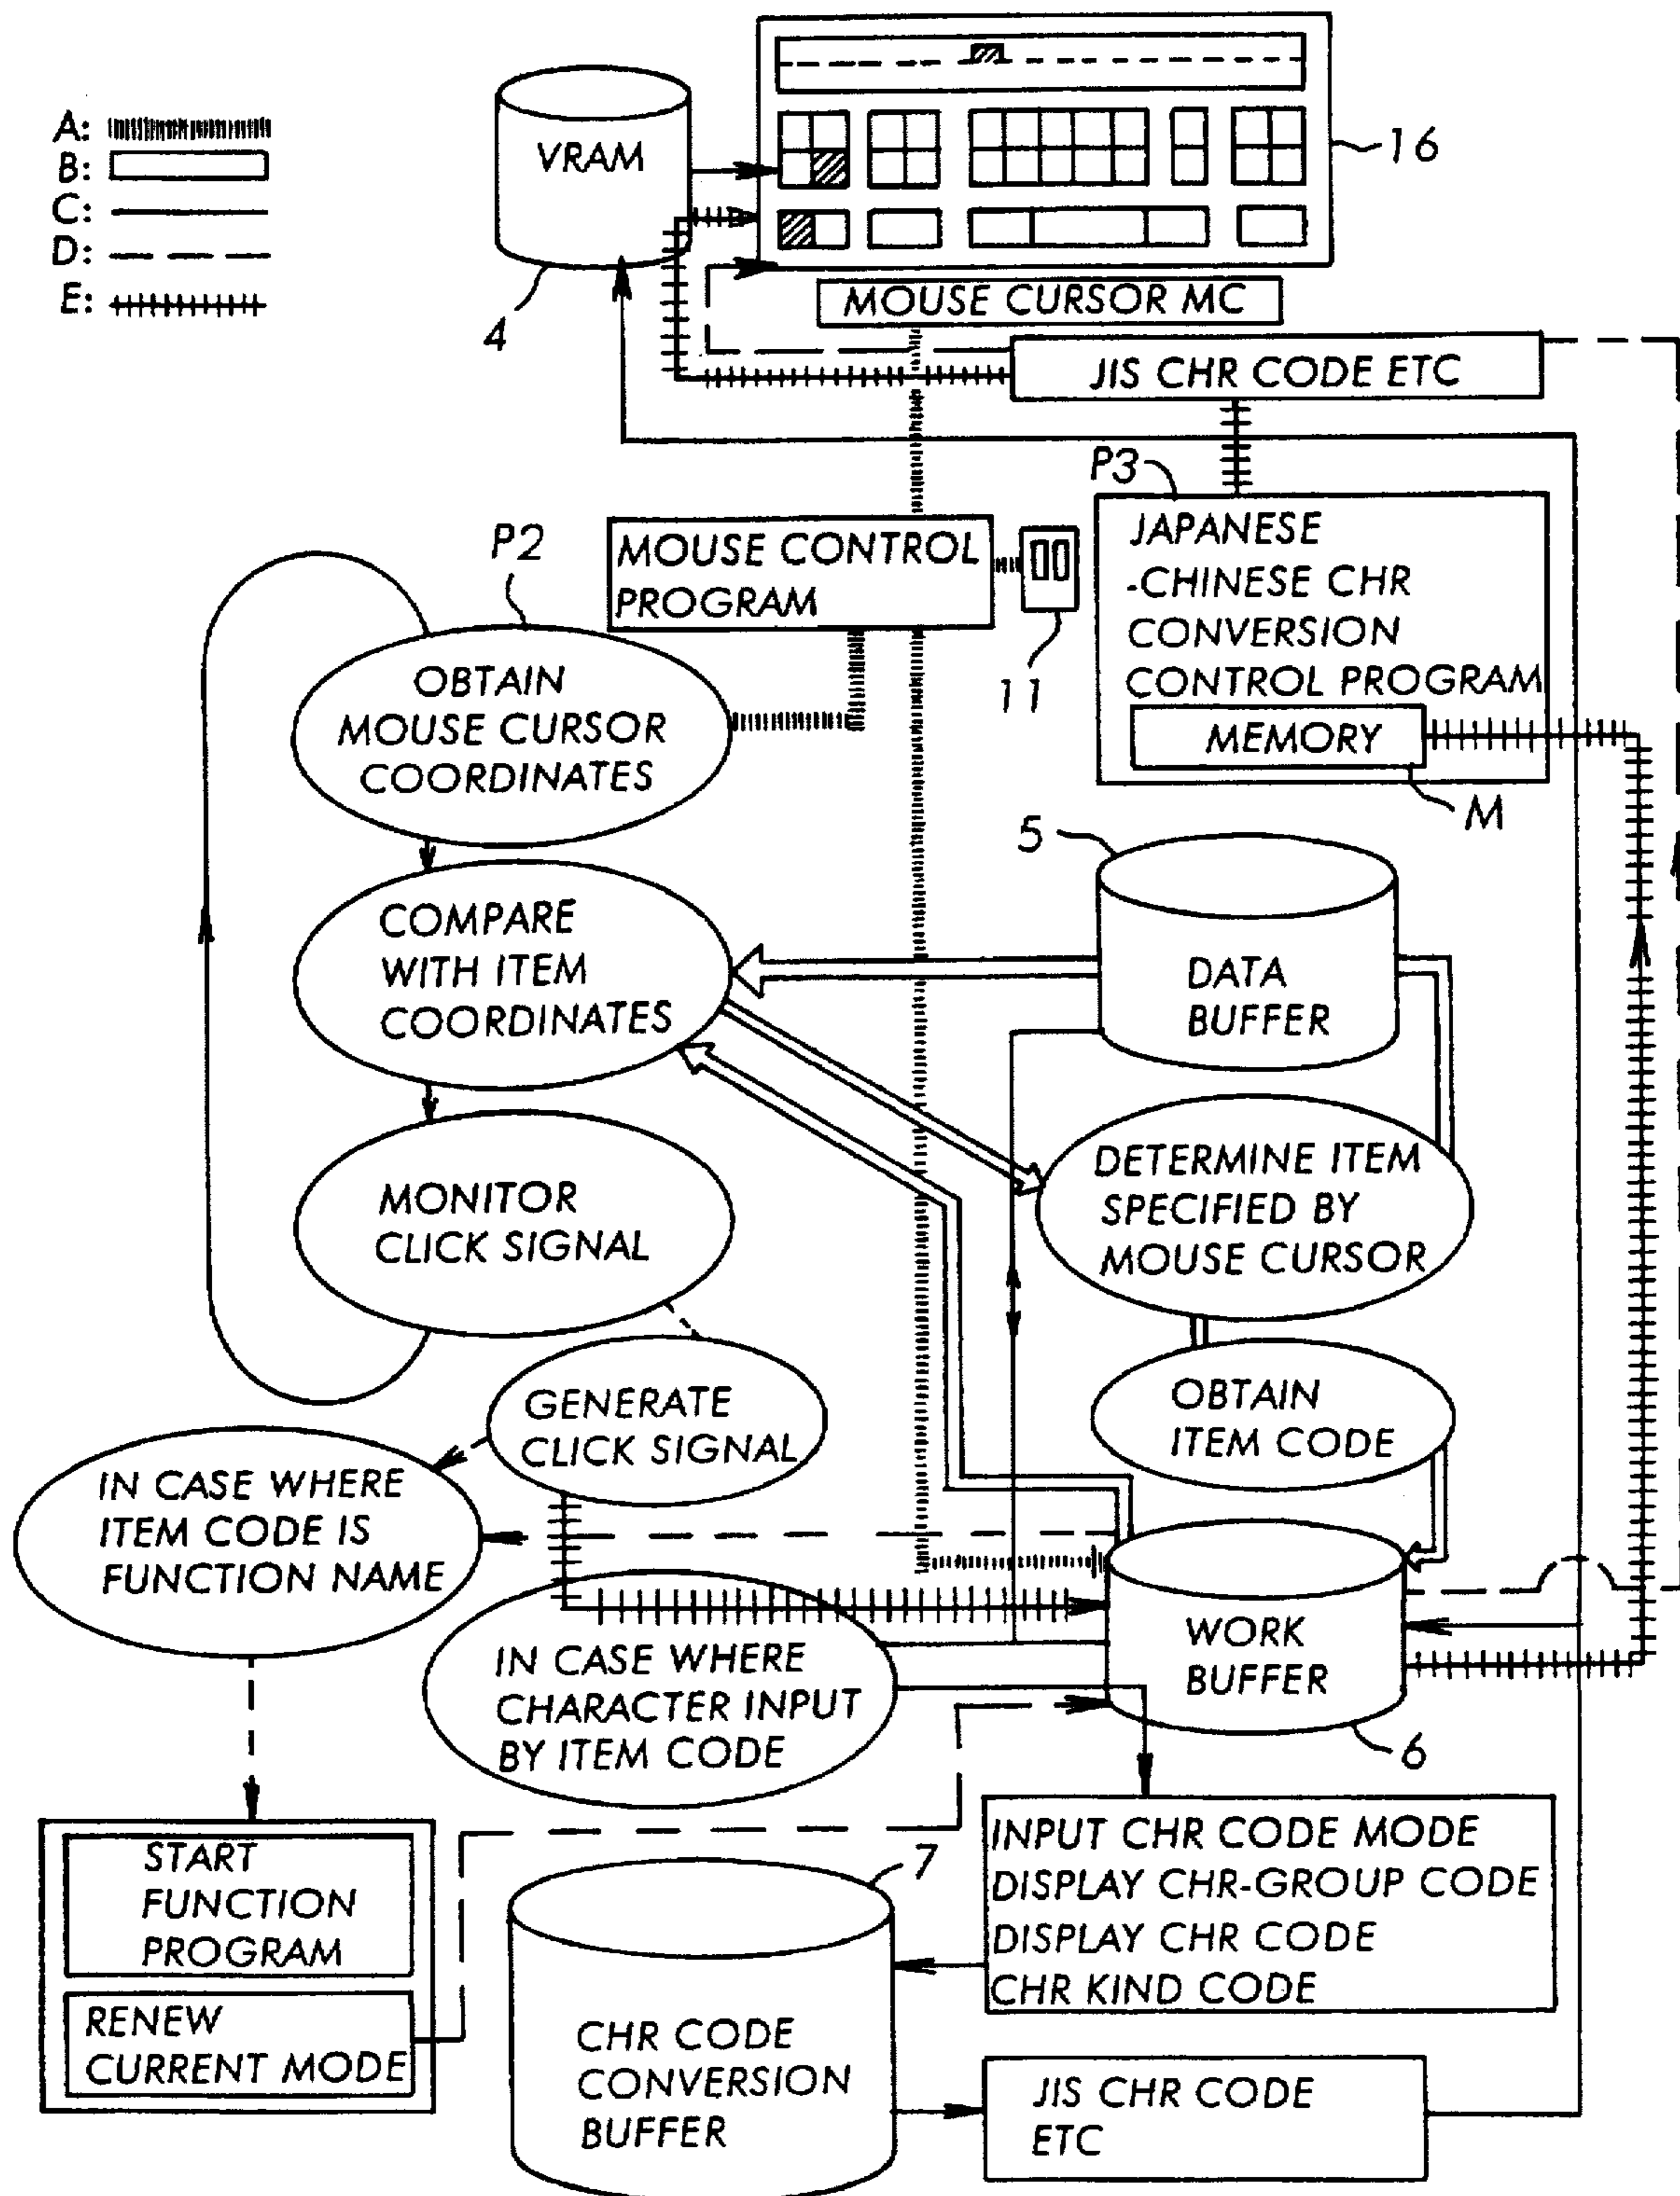 A:
B:
C:
D:
E:
VRAM
4
16
MOUSE CURSOR MC
JIS CHR CODE ETC
P3
JAPANESE
-CHINESE CHR
CONVERSION
CONTROL PROGRAM
MEMORY
M
MOUSE CONTROL
PROGRAM
11
P2
OBTAIN
MOUSE CURSOR
COORDINATES
COMPARE
WITH ITEM
COORDINATES
MONITOR
CLICK SIGNAL
GENERATE
CLICK SIGNAL
5
DATA
BUFFER
DETERMINE ITEM
SPECIFIED BY
MOUSE CURSOR
OBTAIN
ITEM CODE
IN CASE WHERE
ITEM CODE IS
FUNCTION NAME
IN CASE WHERE
CHARACTER INPUT
BY ITEM CODE
WORK
BUFFER
6
START
FUNCTION
PROGRAM
RENEW
CURRENT MODE
7
CHR CODE
CONVERSION
BUFFER
INPUT CHR CODE MODE
DISPLAY CHR-GROUP CODE
DISPLAY CHR CODE
CHR KIND CODE
JIS CHR CODE
ETC